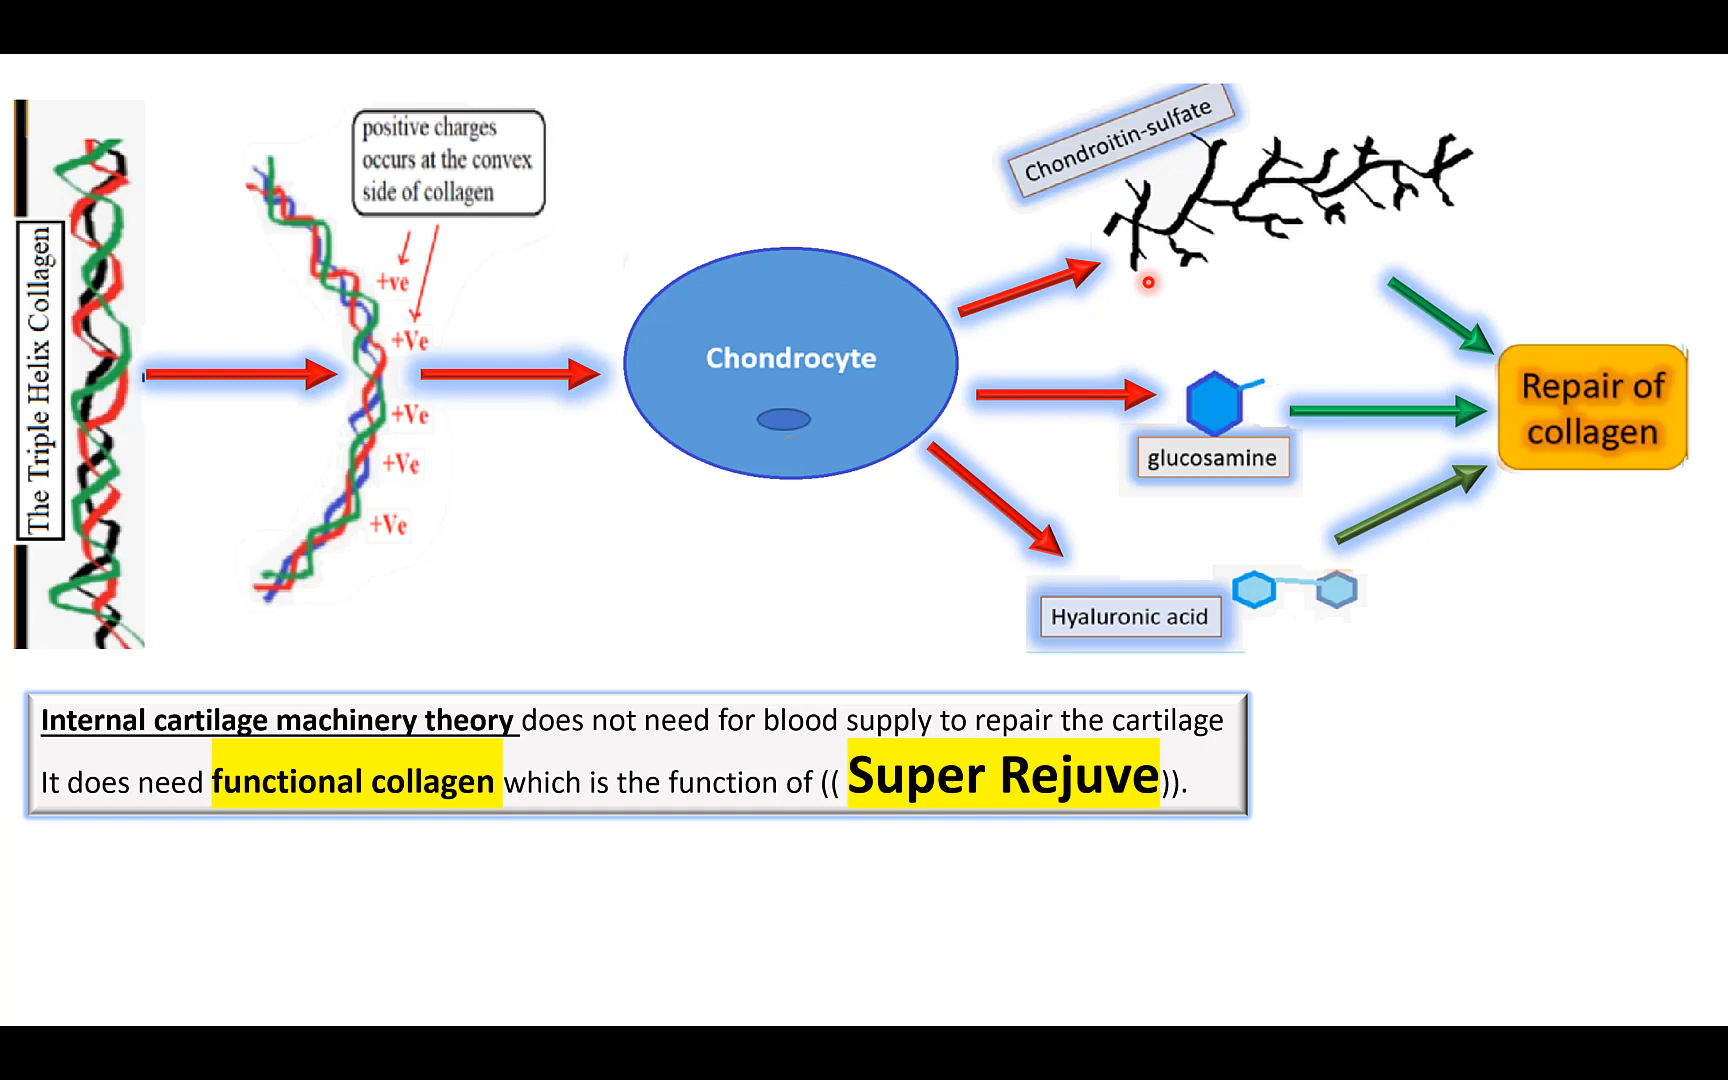 The Triple Helix Collagen
positive charges
occurs at the convex
side of collagen
+ve
+Ve
+Ve
+Ve
+Ve
Chondrocyte
Chondroitin-sulfate
glucosamine
Hyaluronic acid
Repair of
collagen
Internal cartilage machinery theory does not need for blood supply to repair the cartilage
It does need functional collagen which is the function of (( Super Rejuve)).